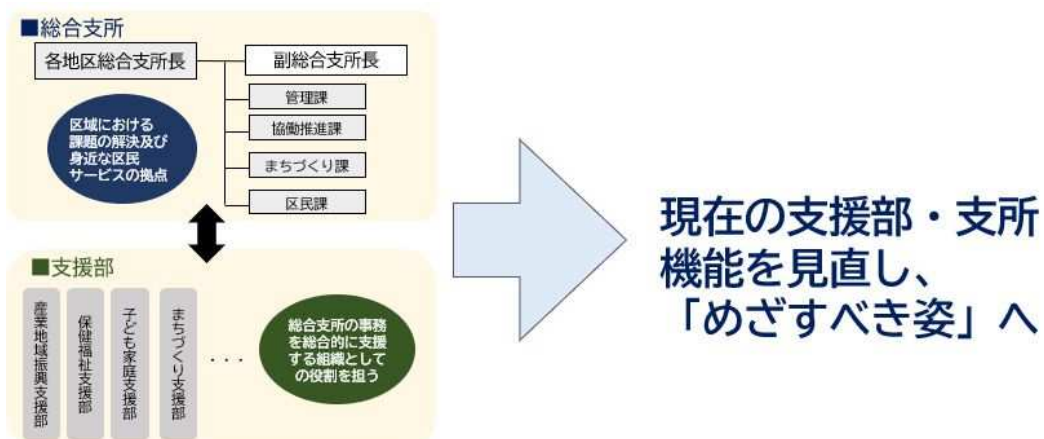 ■総合支所
各地区総合支所長
副総合支所長
管理課
協働推進課
まちづくり課
区民課
区域における
課題の解決及び
身近な区民
サービスの拠点
■支援部
産業地域振興支援部
保健福祉支援部
子ども家庭支援部
まちづくり支援部
・・・
総合支所の事務
を総合的に支援
する組織として
の役割を担う
現在の支援部・支所
機能を見直し、
「めざすべき姿」へ